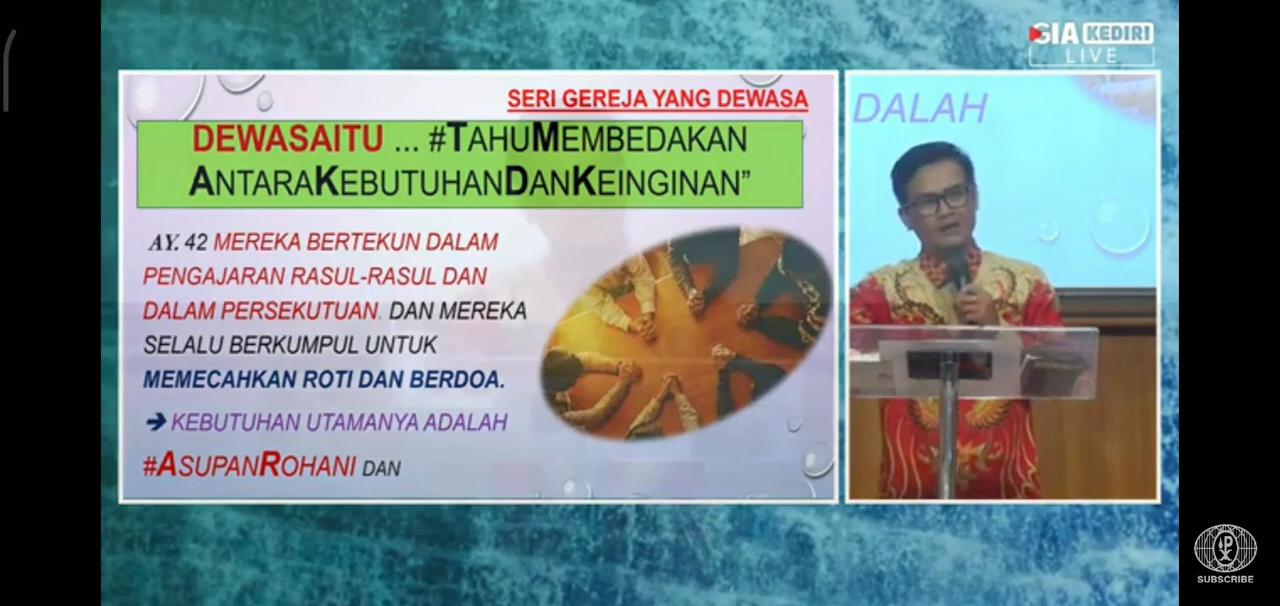 GIA KEDIRI
LIVE
SERI GEREJA YANG DEWASA
DEWASAITU ... #TAHUMEMBEDAKAN
ANTARAKEBUTUHANDANKEINGINAN”
AY. 42 MEREKA BERTEKUN DALAM
PENGAJARAN RASUL-RASUL DAN
DALAM PERSEKUTUAN. DAN MEREKA
SELALU BERKUMPUL UNTUK
MEMECAHKAN ROTI DAN BERDOA.
➔ KEBUTUHAN UTAMANYA ADALAH
#ASUPANROHANI DAN
DALAH
SUBSCRIBE